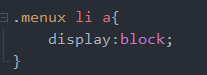 .menux li a{
    display:block;
}